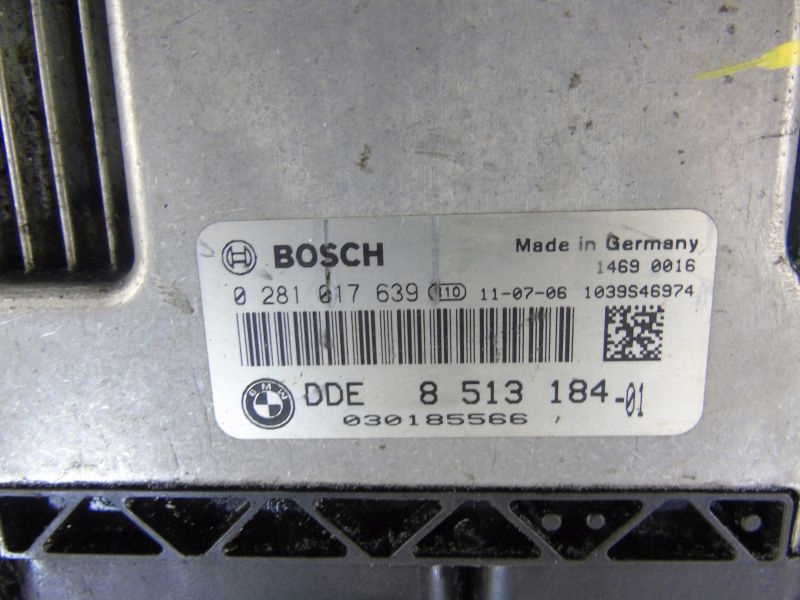 BOSCH Made in Germany
1469 0016
0 281 017 639 110 11-07-06 1039S46974
BMW DDE 8 513 184-01
030185566